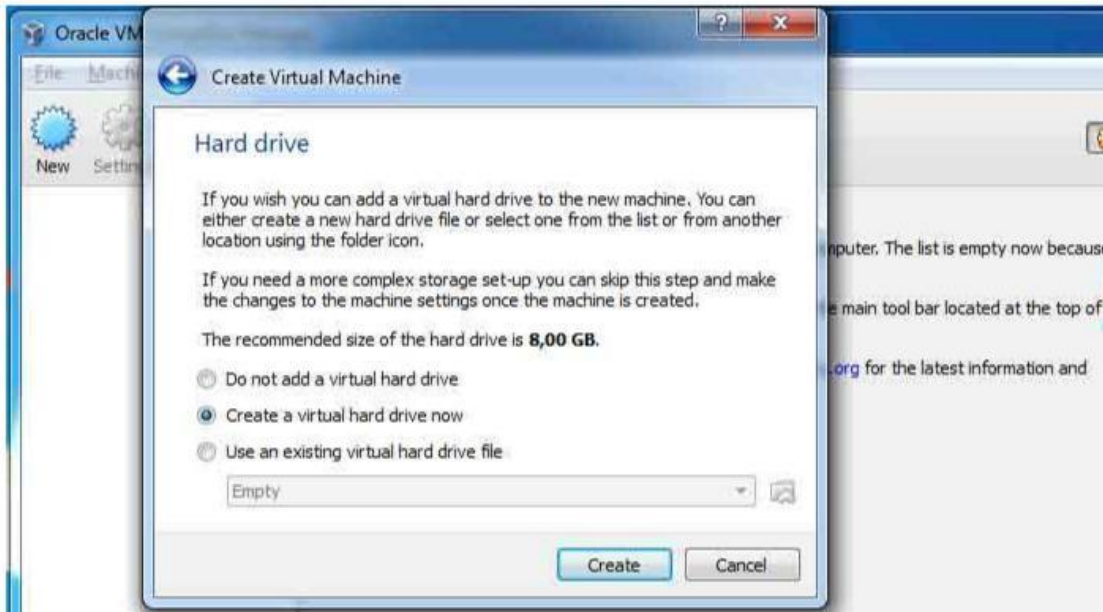 Oracle VM
File Machi
New Settin
Create Virtual Machine
Hard drive
If you wish you can add a virtual hard drive to the new machine. You can
either create a new hard drive file or select one from the list or from another
location using the folder icon.
If you need a more complex storage set-up you can skip this step and make
the changes to the machine settings once the machine is created.
The recommended size of the hard drive is 8,00 GB.
Do not add a virtual hard drive
Create a virtual hard drive now
Use an existing virtual hard drive file
Empty
Create Cancel
mputer. The list is empty now because
e main tool bar located at the top of
.org for the latest information and